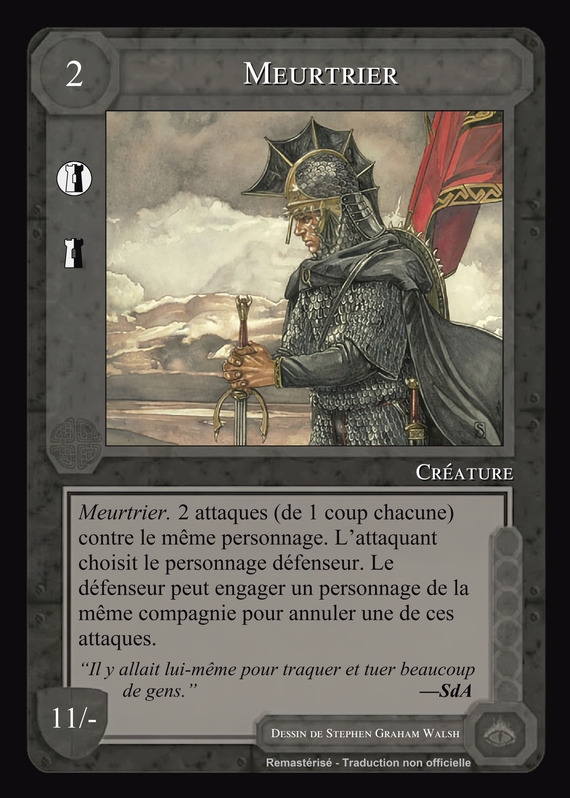 2
MEURTRIER
CRÉATURE
Meurtrier. 2 attaques (de 1 coup chacune)
contre le même personnage. L’attaquant
choisit le personnage défenseur. Le
défenseur peut engager un personnage de la
même compagnie pour annuler une de ces
attaques.
“Il y allait lui-même pour traquer et tuer beaucoup
de gens.” —SdA
11/-
DESSIN DE STEPHEN GRAHAM WALSH
Remastérisé - Traduction non officielle